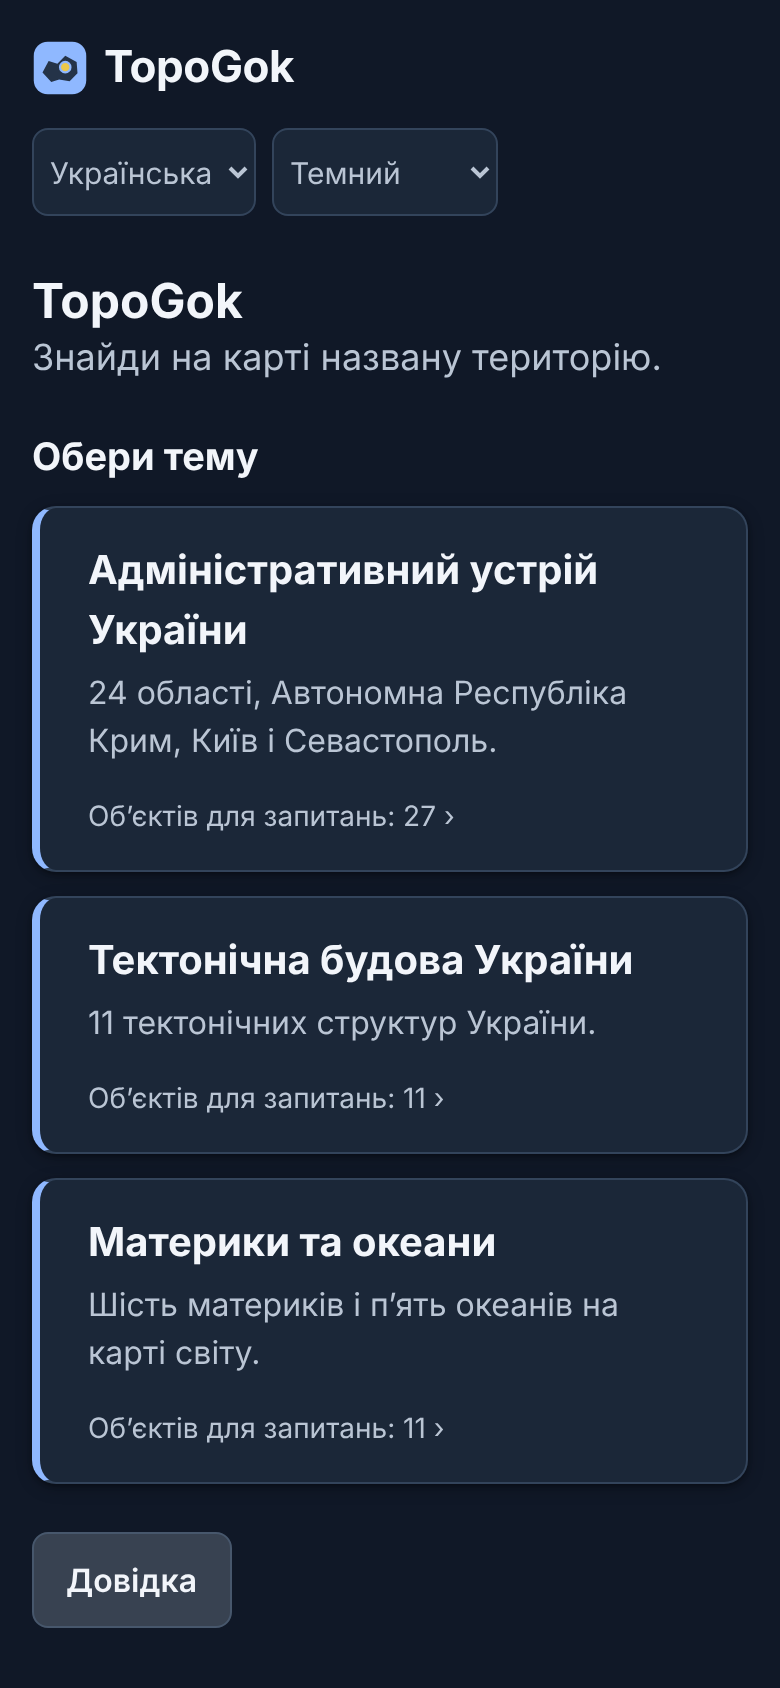 TopoGok
Українська
Темний
TopoGok
Знайди на карті названу територію.
Обери тему
Адміністративний устрій
України
24 області, Автономна Республіка
Крим, Київ і Севастополь.
Об’єктів для запитань: 27 ›
Тектонічна будова України
11 тектонічних структур України.
Об’єктів для запитань: 11 ›
Материки та океани
Шість материків і п’ять океанів на
карті світу.
Об’єктів для запитань: 11 ›
Довідка